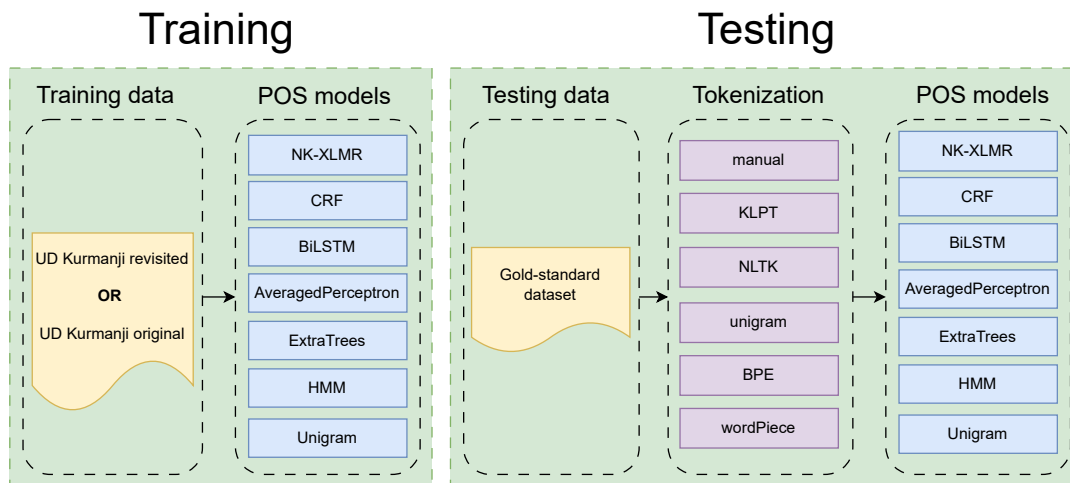 Training
Training data
POS models
UD Kurmanji revisited
OR
UD Kurmanji original
NK-XLMR
CRF
BiLSTM
AveragedPerceptron
ExtraTrees
HMM
Unigram
Testing
Testing data
Tokenization
POS models
Gold-standard
dataset
manual
KLPT
NLTK
unigram
BPE
wordPiece
NK-XLMR
CRF
BiLSTM
AveragedPerceptron
ExtraTrees
HMM
Unigram